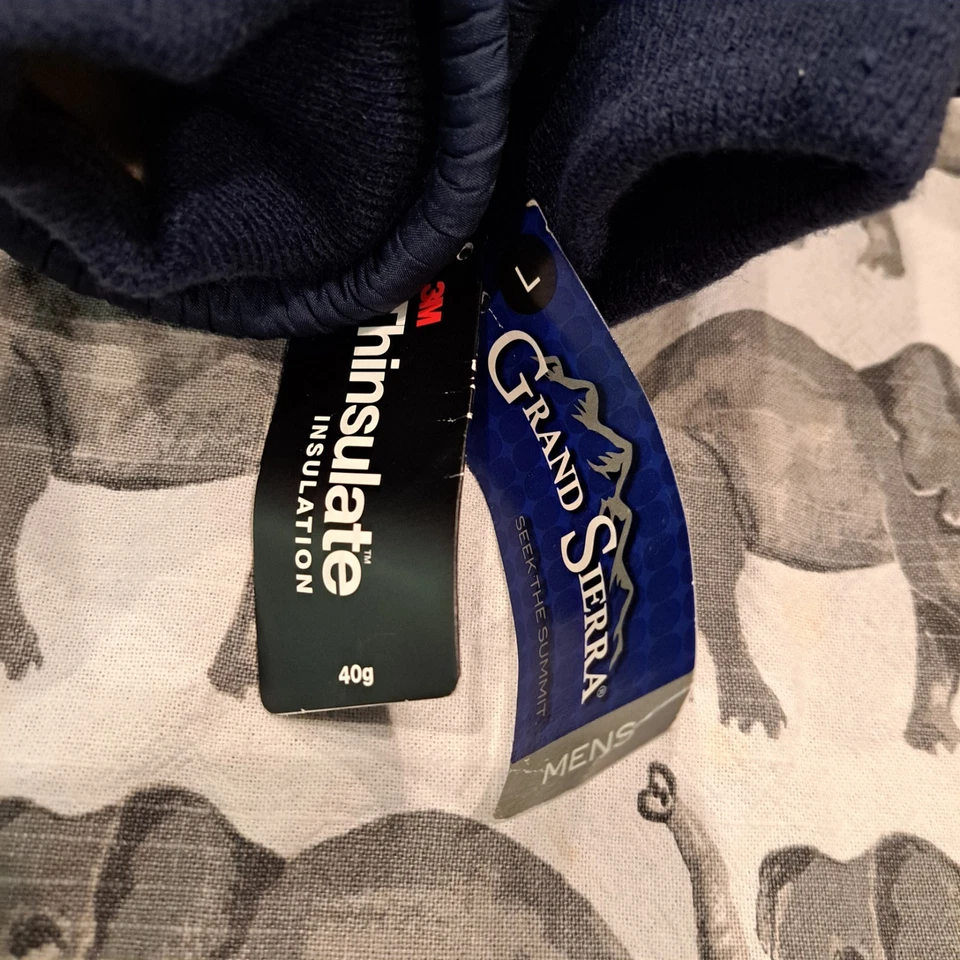 3M
Thinsulate™
INSULATION
40g
L
GRAND SIERRA®
SEEK THE SUMMIT
MENS